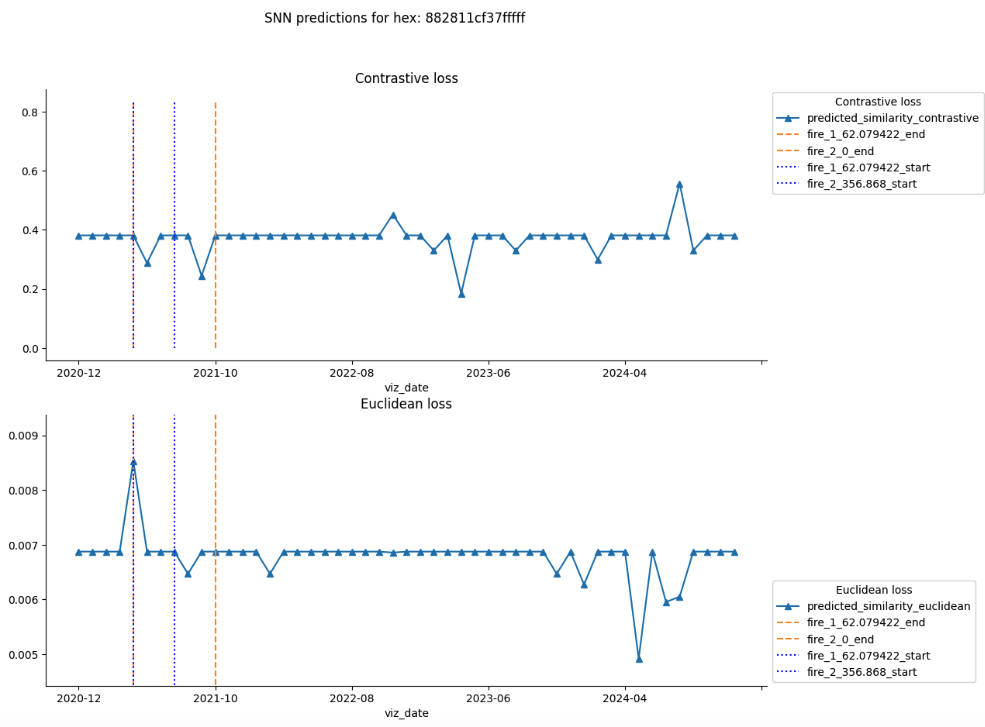 SNN predictions for hex: 882811cf37fffff
Contrastive loss
0.8
0.6
0.4
0.2
0.0
2020-12 2021-10 2022-08 2023-06 2024-04
viz_date
Contrastive loss
predicted_similarity_contrastive
fire_1_62.079422_end
fire_2_0_end
fire_1_62.079422_start
fire_2_356.868_start
Euclidean loss
0.009
0.008
0.007
0.006
0.005
2020-12 2021-10 2022-08 2023-06 2024-04
viz_date
Euclidean loss
predicted_similarity_euclidean
fire_1_62.079422_end
fire_2_0_end
fire_1_62.079422_start
fire_2_356.868_start